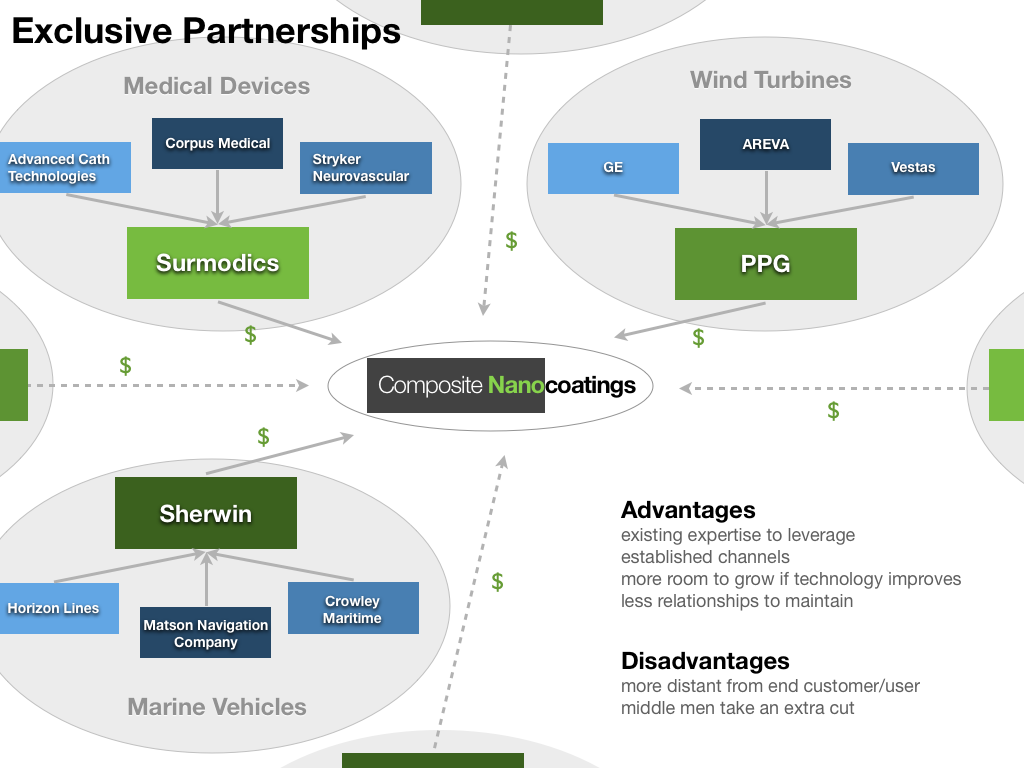 Exclusive Partnerships
Medical Devices
Corpus Medical
Advanced Cath
Technologies
Stryker
Neurovascular
Surmodics
$
Wind Turbines
AREVA
GE
Vestas
PPG
$
$
$
Composite Nanocoatings
$
$
Sherwin
Horizon Lines
Matson Navigation
Company
Crowley
Maritime
Marine Vehicles
$
Advantages
existing expertise to leverage
established channels
more room to grow if technology improves
less relationships to maintain
Disadvantages
more distant from end customer/user
middle men take an extra cut